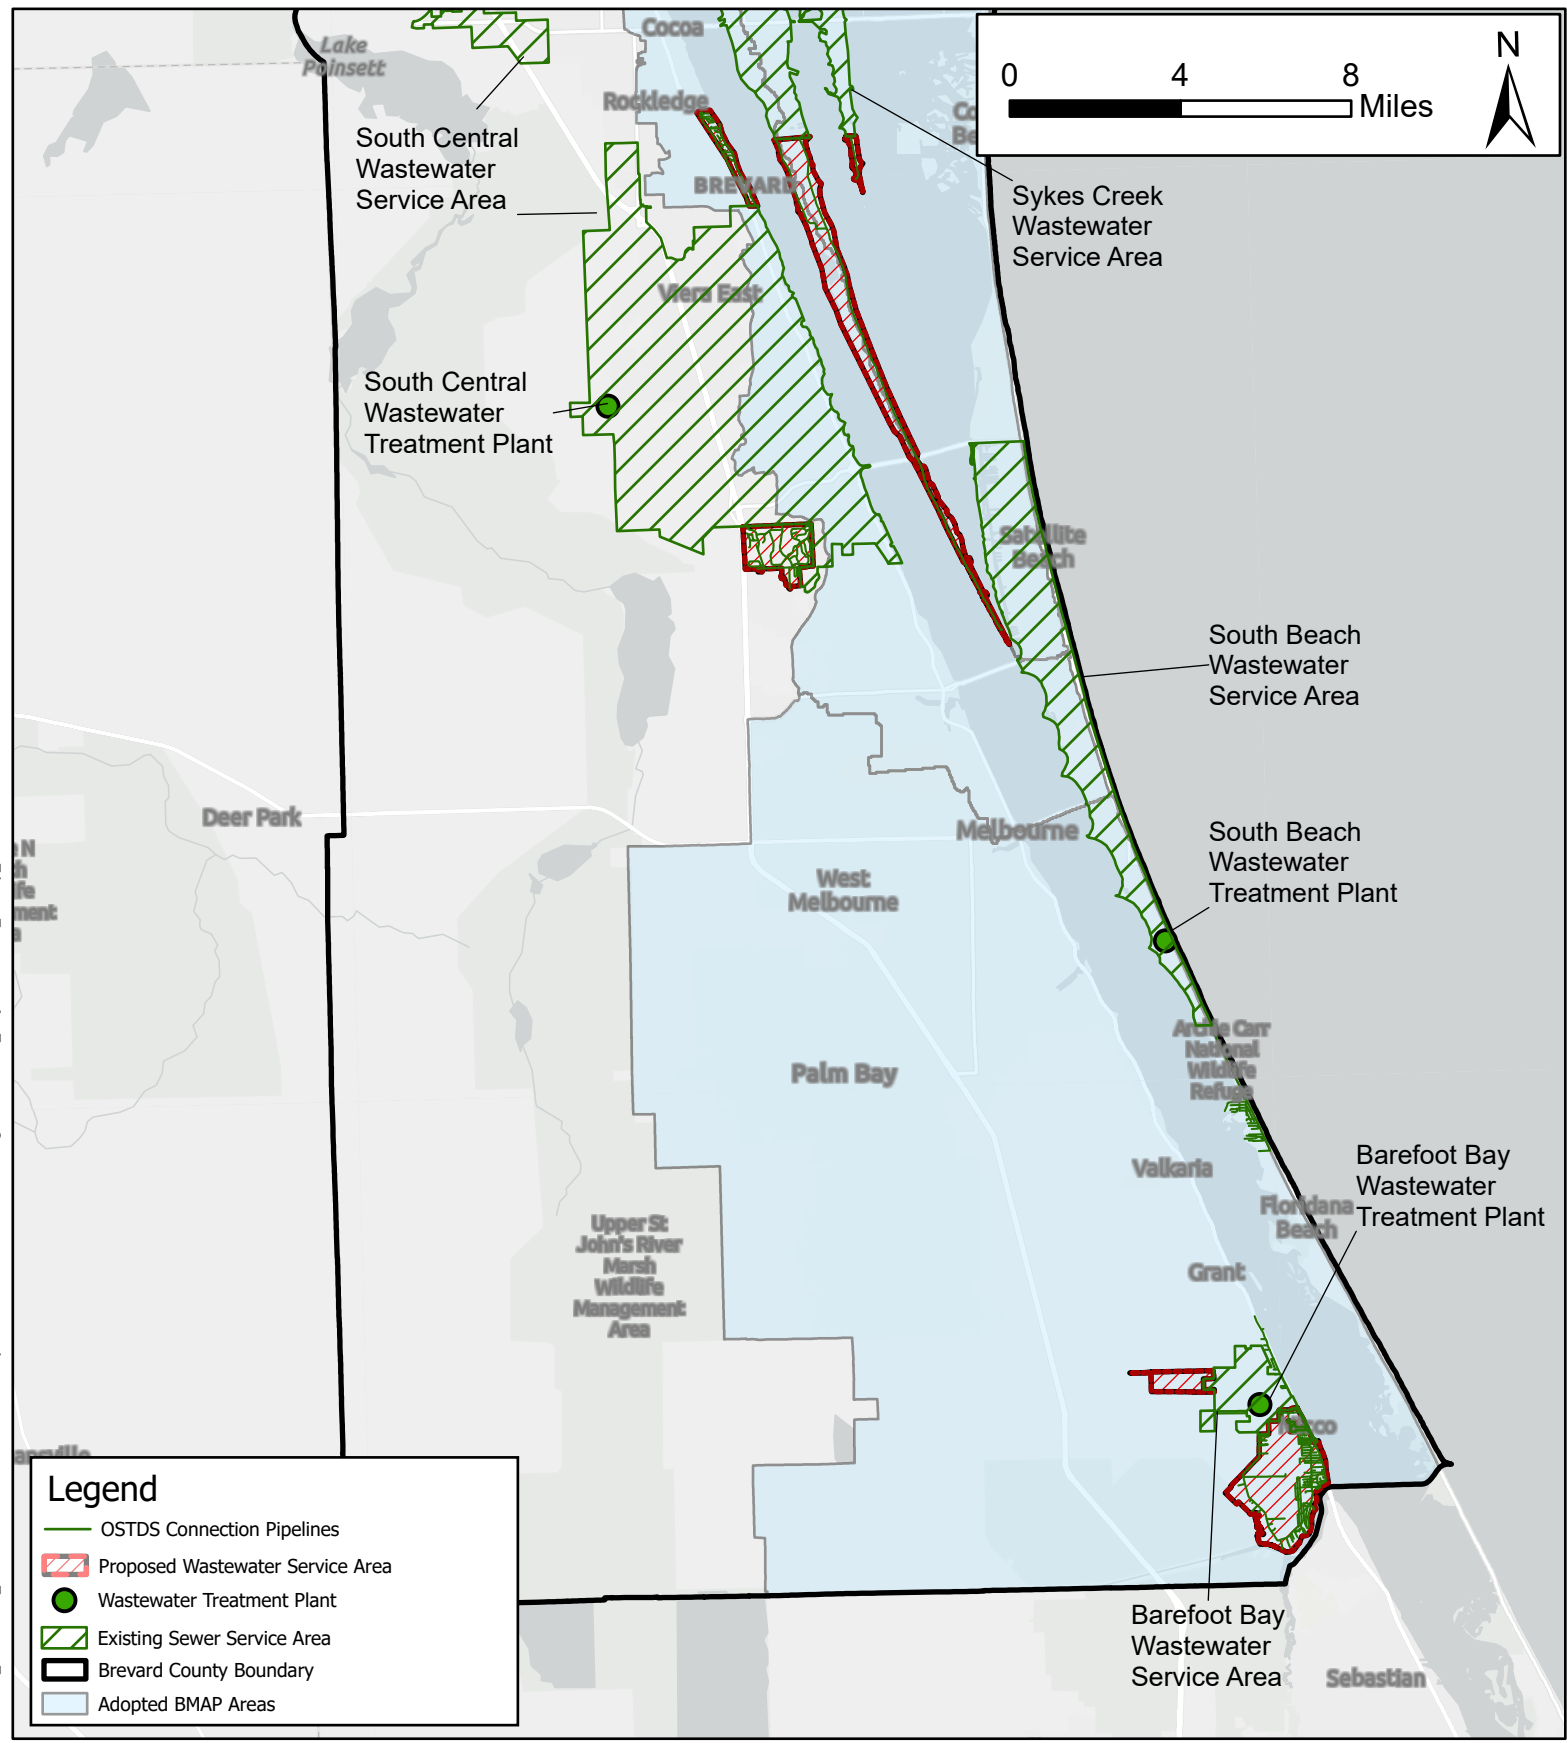 Cocoa
Lake
Poinsett
Rockledge
BREVARD
0 4 8 Miles
N
South Central
Wastewater
Service Area
Sykes Creek
Wastewater
Service Area
Viera East
South Central
Wastewater
Treatment Plant
Satellite
Beach
South Beach
Wastewater
Service Area
Deer Park
Melbourne
South Beach
Wastewater
Treatment Plant
West
Melbourne
Archie Carr
National
Wildlife
Refuge
Palm Bay
Valkaria
Barefoot Bay
Wastewater
Treatment Plant
Floridana
Beach
Upper St
John's River
Marsh
Wildlife
Management
Area
Grant
Barefoot Bay
Wastewater
Service Area
Sebastian
Legend
OSTDS Connection Pipelines
Proposed Wastewater Service Area
Wastewater Treatment Plant
Existing Sewer Service Area
Brevard County Boundary
Adopted BMAP Areas